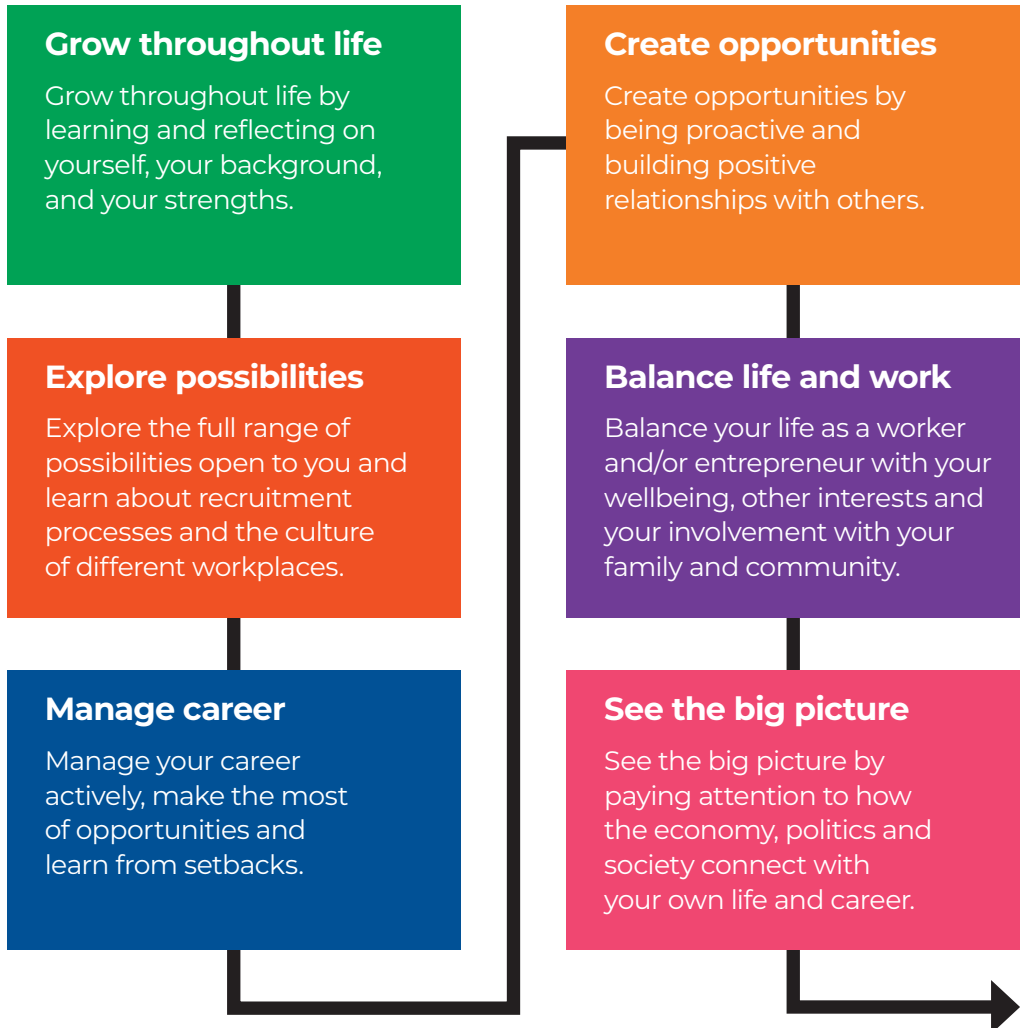 Grow throughout life
Grow throughout life by
learning and reflecting on
yourself, your background,
and your strengths.
Explore possibilities
Explore the full range of
possibilities open to you and
learn about recruitment
processes and the culture
of different workplaces.
Manage career
Manage your career
actively, make the most
of opportunities and
learn from setbacks.
Create opportunities
Create opportunities by
being proactive and
building positive
relationships with others.
Balance life and work
Balance your life as a worker
and/or entrepreneur with your
wellbeing, other interests and
your involvement with your
family and community.
See the big picture
See the big picture by
paying attention to how
the economy, politics and
society connect with
your own life and career.